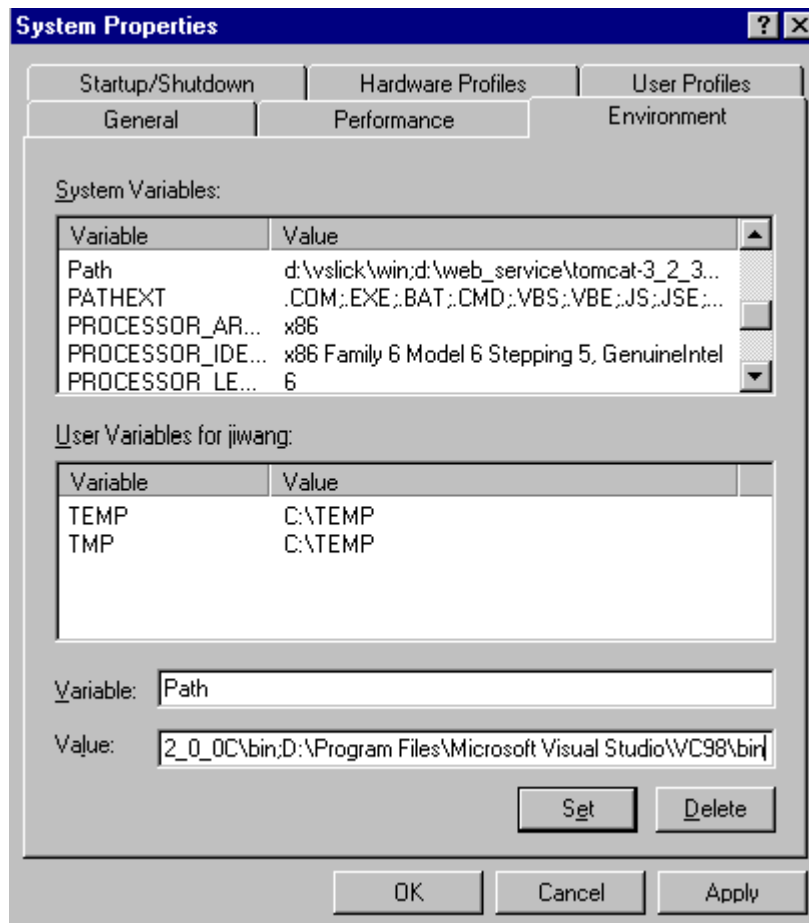 System Properties
Startup/Shutdown Hardware Profiles User Profiles
General Performance Environment
System Variables:
Variable Value
Path d:\vslick\win;d:\web_service\tomcat-3_2_3...
PATHEXT .COM;.EXE;.BAT;.CMD;.VBS;.VBE;.JS;.JSE;...
PROCESSOR_AR... x86
PROCESSOR_IDE... x86 Family 6 Model 6 Stepping 5, GenuineIntel
PROCESSOR_LE... 6
User Variables for jiwang:
Variable Value
TEMP C:\TEMP
TMP C:\TEMP
Variable: Path
Value: 2_0_0C\bin;D:\Program Files\Microsoft Visual Studio\VC98\bin
Set Delete
OK Cancel Apply